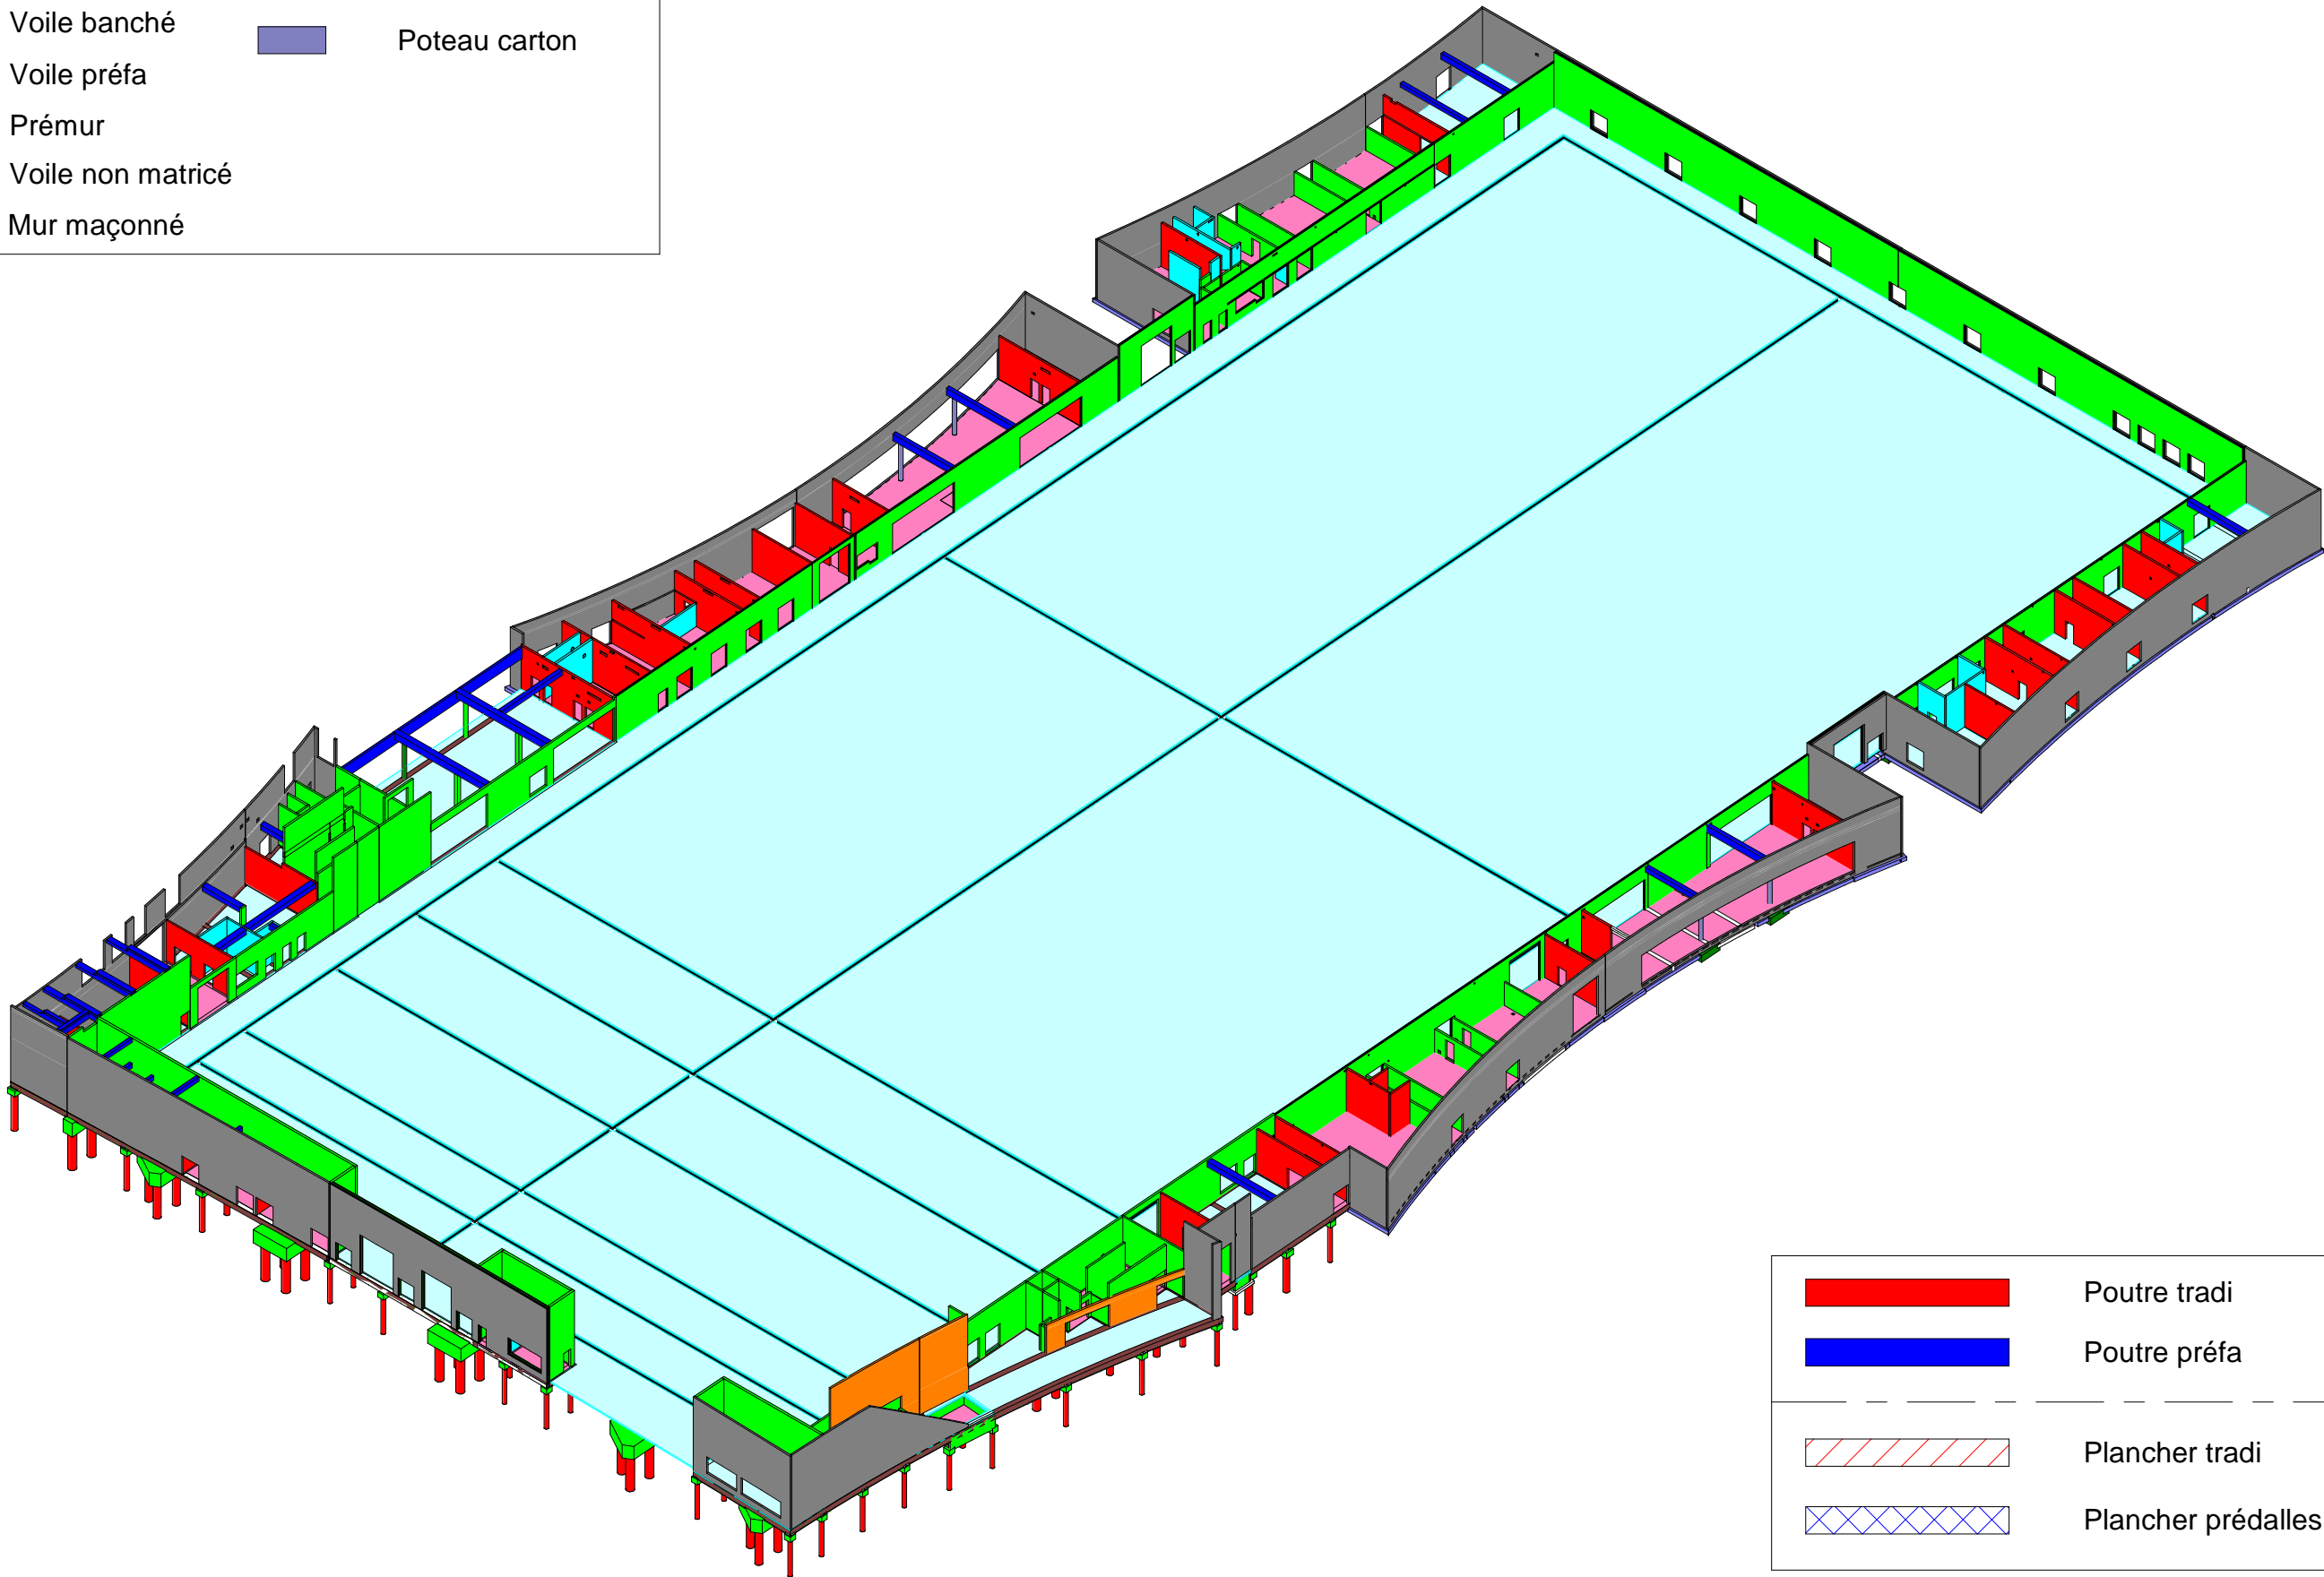 Voile banché
Poteau carton
Voile préfa
Prémur
Voile non matricé
Mur maçonné
Poutre tradi
Poutre préfa
Plancher tradi
Plancher prédalles